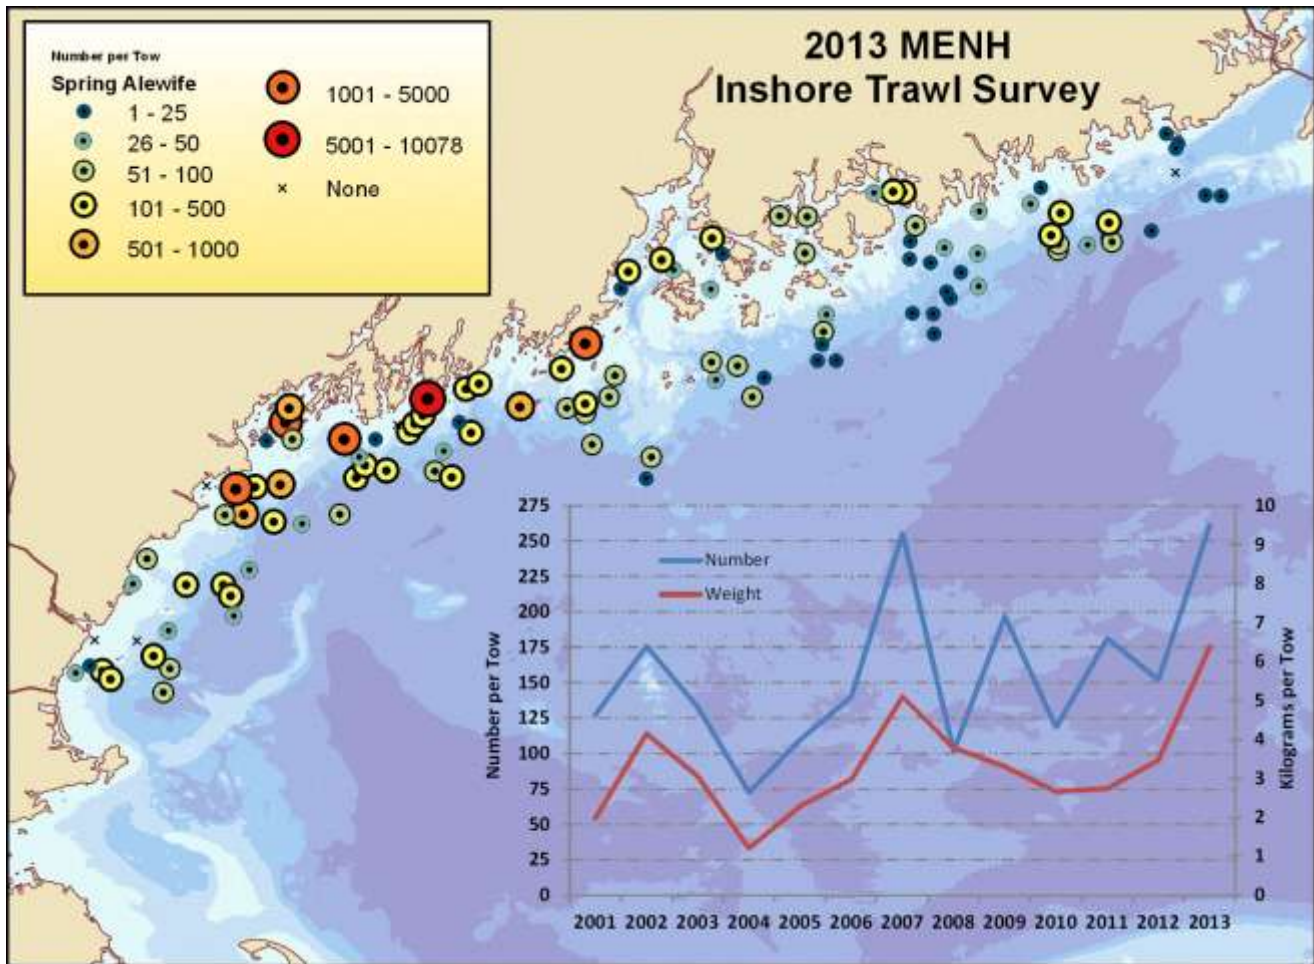 2013 MENH
Inshore Trawl Survey
Number per Tow
Spring Alewife
1 - 25
26 - 50
51 - 100
101 - 500
501 - 1000
1001 - 5000
5001 - 10078
None
Number per Tow
275
250
225
200
175
150
125
100
75
50
25
0
Number
Weight
10
9
8
7
6
5
4
3
2
1
0
Kilograms per Tow
2001 2002 2003 2004 2005 2006 2007 2008 2009 2010 2011 2012 2013